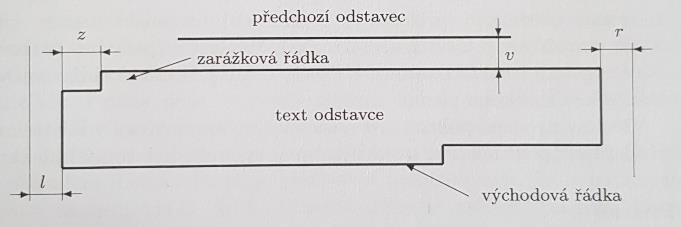 předchozí odstavec
z
r
v
zarážková řádka
text odstavce
l
východová řádka